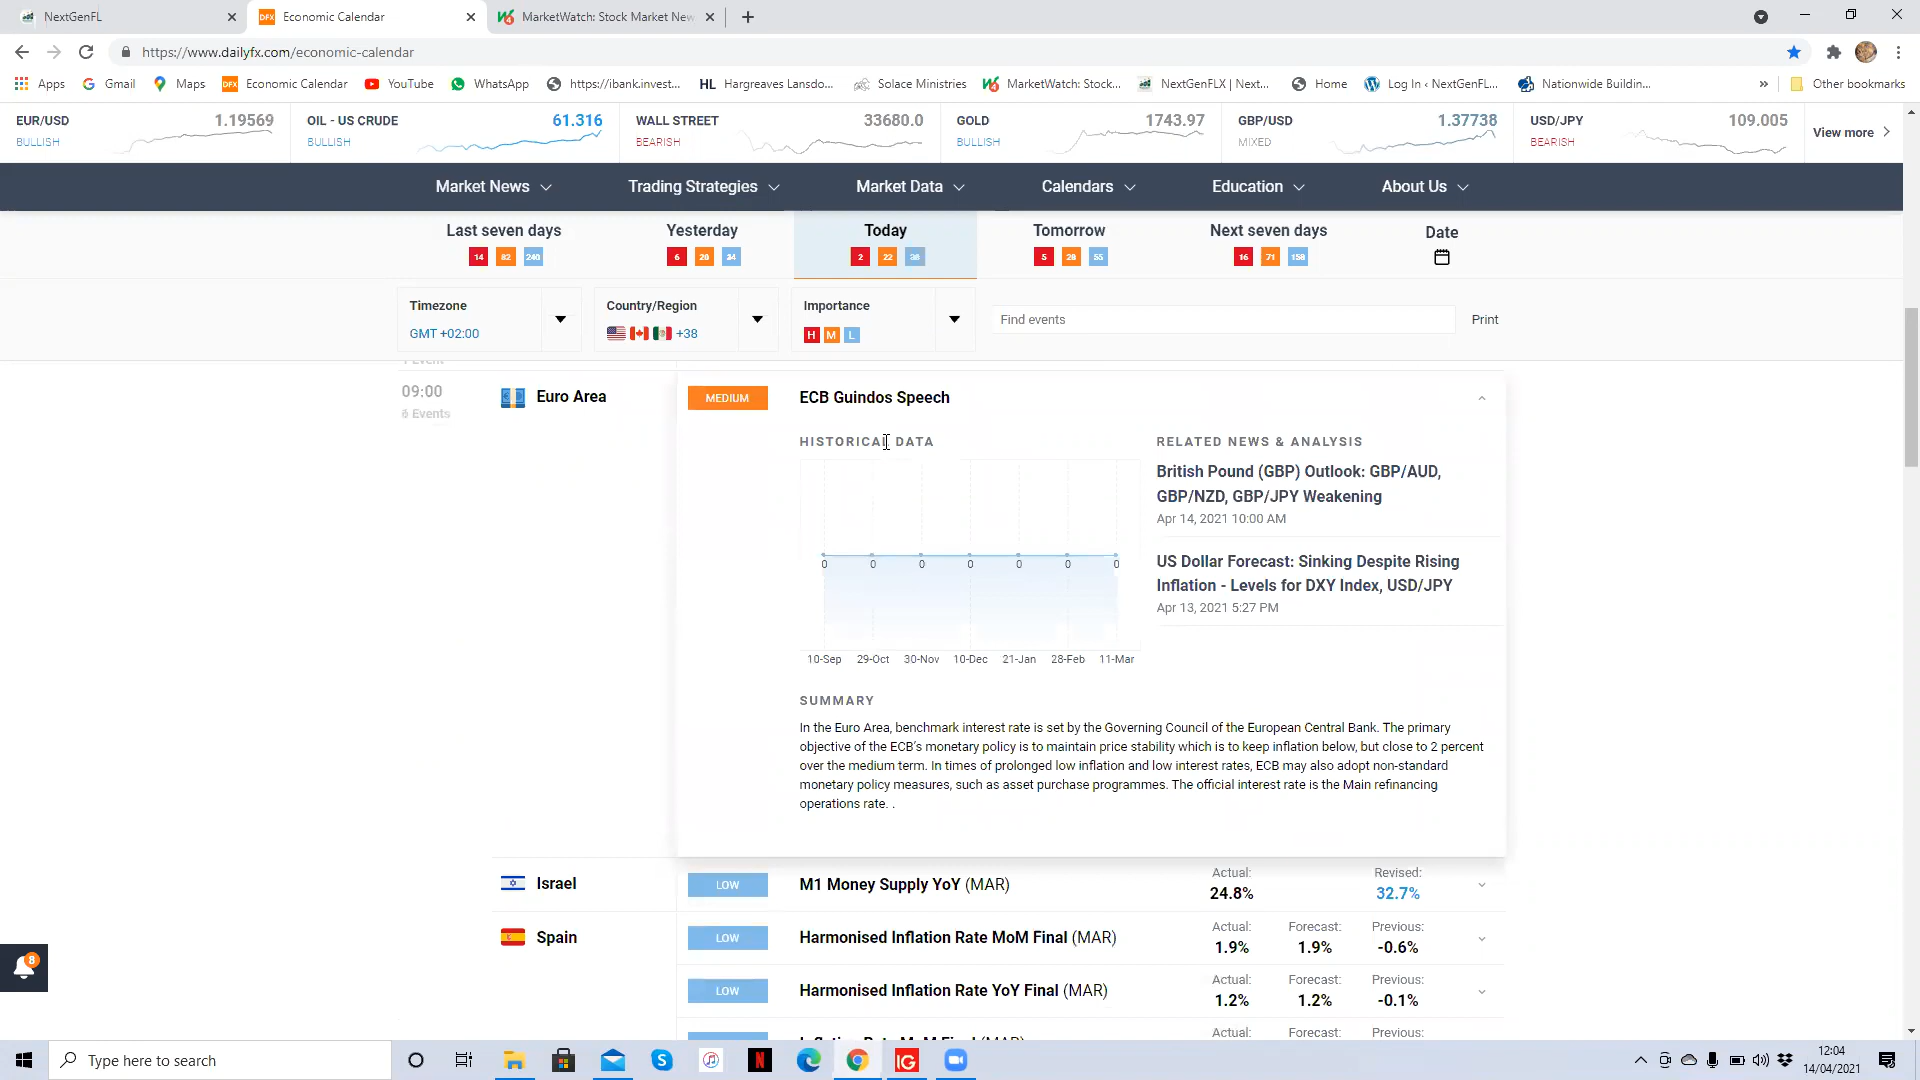 NextGenFL
Economic Calendar
MarketWatch: Stock Market New
https://www.dailyfx.com/economic-calendar
Apps Gmail Maps Economic Calendar YouTube WhatsApp https://ibank.invest... HL Hargreaves Lansdo... Solace Ministries MarketWatch: Stock... NextGenFLX | Next... Home Log In ‹ NextGenFL... Nationwide Buildin... » Other bookmarks
EUR/USD 1.19569 OIL - US CRUDE 61.316 WALL STREET 33680.0 GOLD 1743.97 GBP/USD 1.37738 USD/JPY 109.005 View more
BULLISH BULLISH BEARISH BULLISH MIXED BEARISH
Market News Trading Strategies Market Data Calendars Education About Us
Last seven days Yesterday Today Tomorrow Next seven days Date
14 82 240 6 20 34 2 22 38 5 28 55 16 71 158
Timezone Country/Region Importance
GMT +02:00 +38 H M L Find events Print
09:00 Euro Area MEDIUM ECB Guindos Speech
6 Events
HISTORICAL DATA
0 0 0 0 0 0 0
10-Sep 29-Oct 30-Nov 10-Dec 21-Jan 28-Feb 11-Mar
RELATED NEWS & ANALYSIS
British Pound (GBP) Outlook: GBP/AUD,
GBP/NZD, GBP/JPY Weakening
Apr 14, 2021 10:00 AM
US Dollar Forecast: Sinking Despite Rising
Inflation - Levels for DXY Index, USD/JPY
Apr 13, 2021 5:27 PM
SUMMARY
In the Euro Area, benchmark interest rate is set by the Governing Council of the European Central Bank. The primary
objective of the ECB's monetary policy is to maintain price stability which is to keep inflation below, but close to 2 percent
over the medium term. In times of prolonged low inflation and low interest rates, ECB may also adopt non-standard
monetary policy measures, such as asset purchase programmes. The official interest rate is the Main refinancing
operations rate. .
Actual: Revised:
Israel LOW M1 Money Supply YoY (MAR) 24.8% 32.7%
Actual: Forecast: Previous:
Spain LOW Harmonised Inflation Rate MoM Final (MAR) 1.9% 1.9% -0.6%
Actual: Forecast: Previous:
LOW Harmonised Inflation Rate YoY Final (MAR) 1.2% 1.2% -0.1%
Actual: Forecast: Previous:
8
Type here to search
12:04
14/04/2021